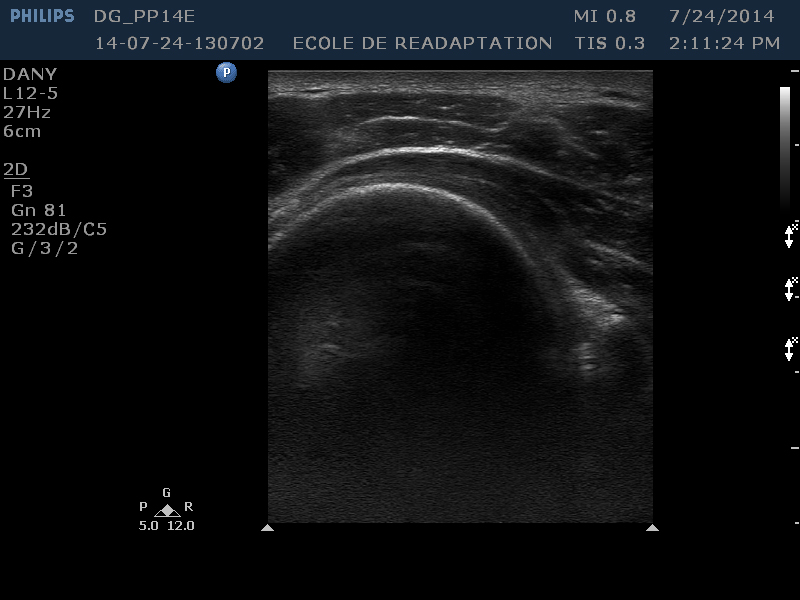 PHILIPS DG_PP14E MI 0.8 7/24/2014
14-07-24-130702 ECOLE DE READAPTATION TIS 0.3 2:11:24 PM
DANY
L12-5
27Hz
6cm
2D
F3
Gn 81
232dB/C5
G/3/2
P
G
P R
5.0 12.0